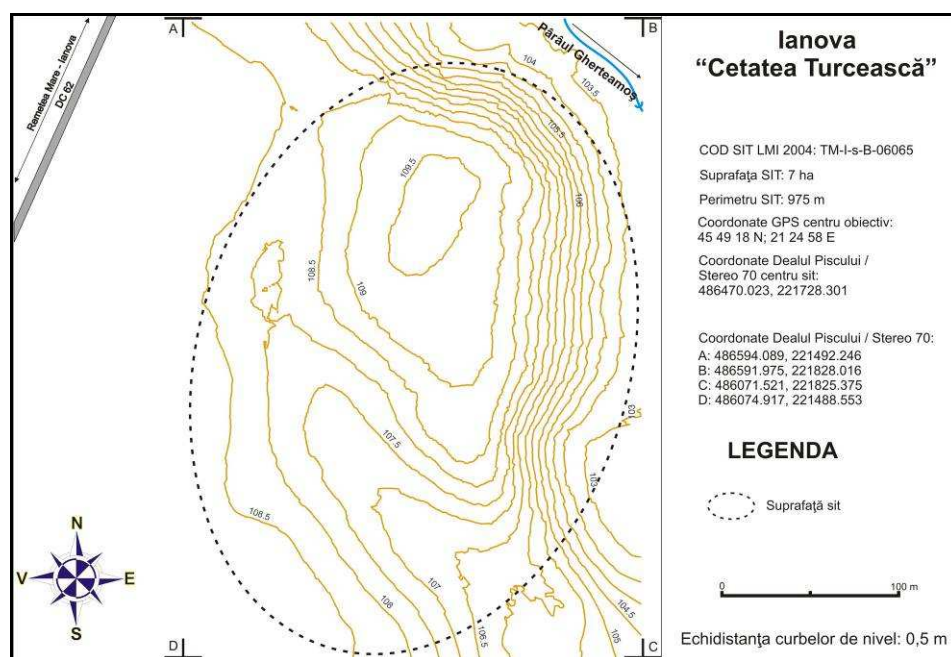 A
B
Remetea Mare - Ianova
DC 62
Pârâul Gherteamoș
104
103.5
105.5
106
109.5
109
108.5
107.5
103
103
108.5
108
107
106.5
105
104.5
N
V E
S
D
C
Ianova
“Cetatea Turcească”
COD SIT LMI 2004: TM-I-s-B-06065
Suprafaţa SIT: 7 ha
Perimetru SIT: 975 m
Coordonate GPS centru obiectiv:
45 49 18 N; 21 24 58 E
Coordonate Dealul Piscului /
Stereo 70 centru sit:
486470.023, 221728.301
Coordonate Dealul Piscului / Stereo 70:
A: 486594.089, 221492.246
B: 486591.975, 221828.016
C: 486071.521, 221825.375
D: 486074.917, 221488.553
LEGENDA
Suprafaţă sit
0 100 m
Echidistanţa curbelor de nivel: 0,5 m